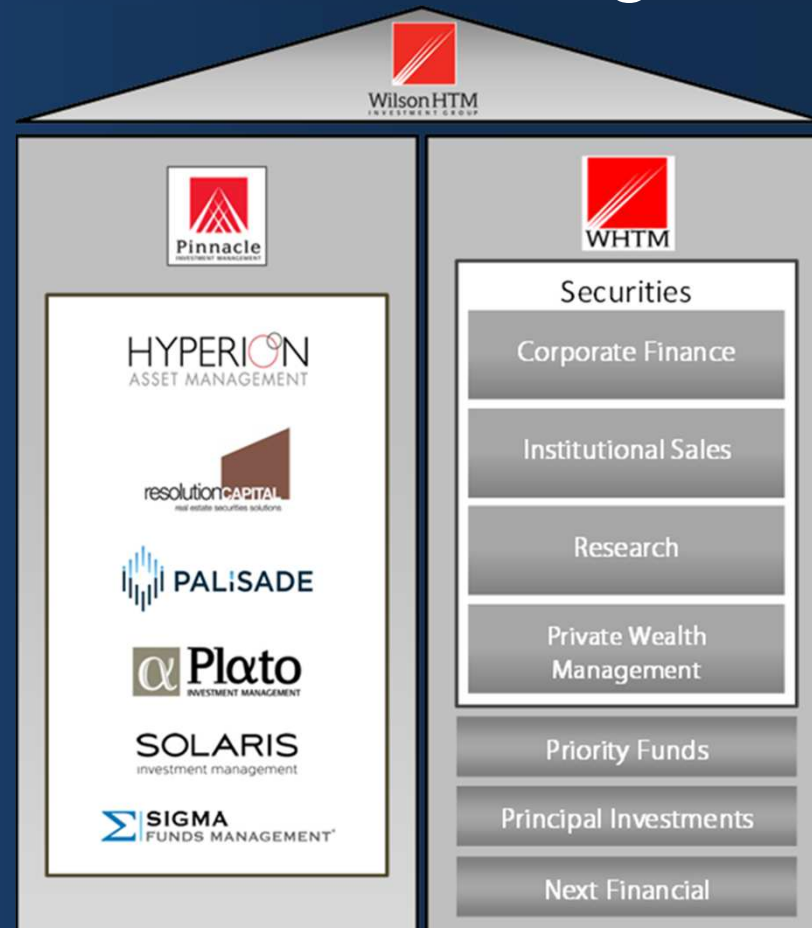 Wilson HTM
INVESTMENT GROUP
Pinnacle
INVESTMENT MANAGEMENT
HYPERION
ASSET MANAGEMENT
resolutionCAPITAL
real estate securities solutions
PALISADE
α Plato
INVESTMENT MANAGEMENT
SOLARIS
investment management
Σ SIGMA
FUNDS MANAGEMENT
WHTM
Securities
Corporate Finance
Institutional Sales
Research
Private Wealth
Management
Priority Funds
Principal Investments
Next Financial